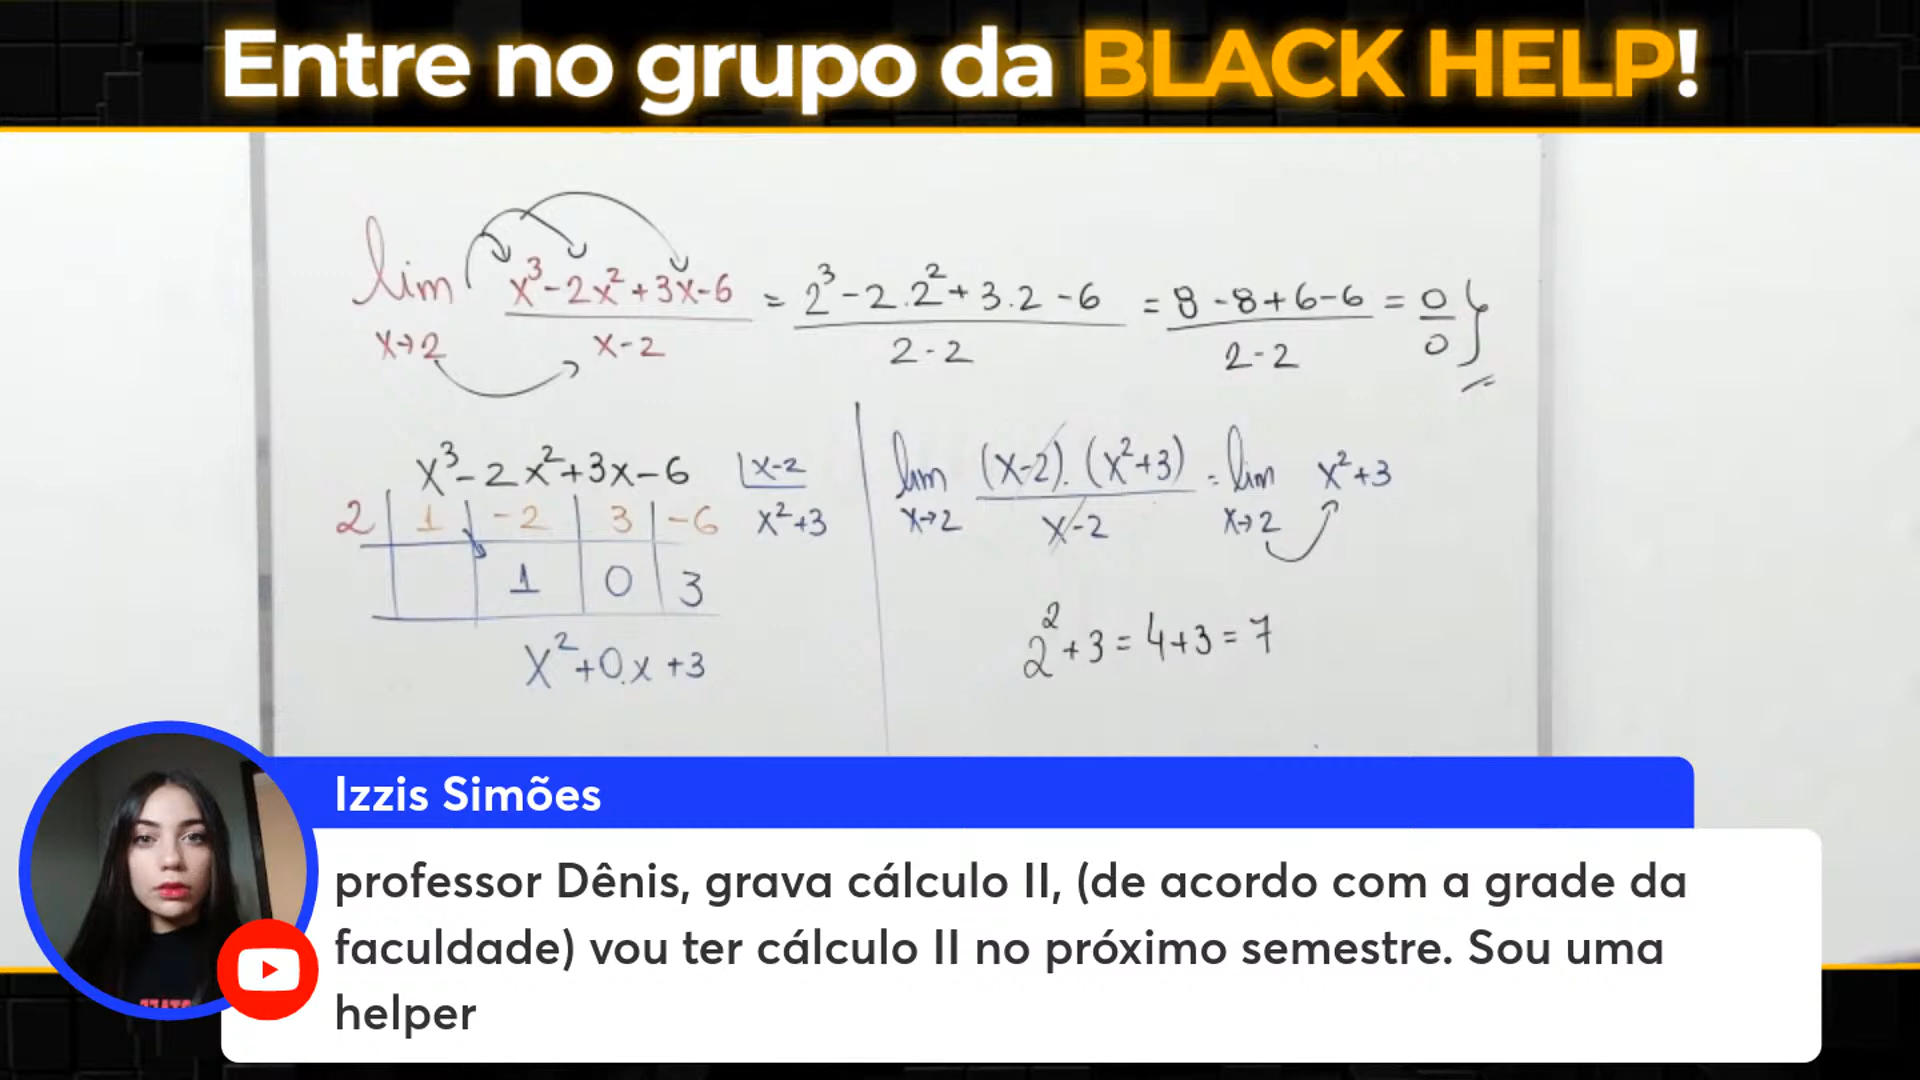 Entre no grupo da BLACK HELP!
lim x→2 (x³-2x²+3x-6)/(x-2) = (2³-2.2²+3.2-6)/(2-2) = (8-8+6-6)/(2-2) = 0/0 }
x³-2x²+3x-6 | x-2
2 | 1 | -2 | 3 | -6 x²+3
1 | 0 | 3
x²+0.x+3
lim x→2 (x-2).(x²+3)/(x-2) = lim x→2 x²+3
2²+3=4+3=7
Izzis Simões
professor Dênis, grava cálculo II, (de acordo com a grade da
faculdade) vou ter cálculo II no próximo semestre. Sou uma
helper